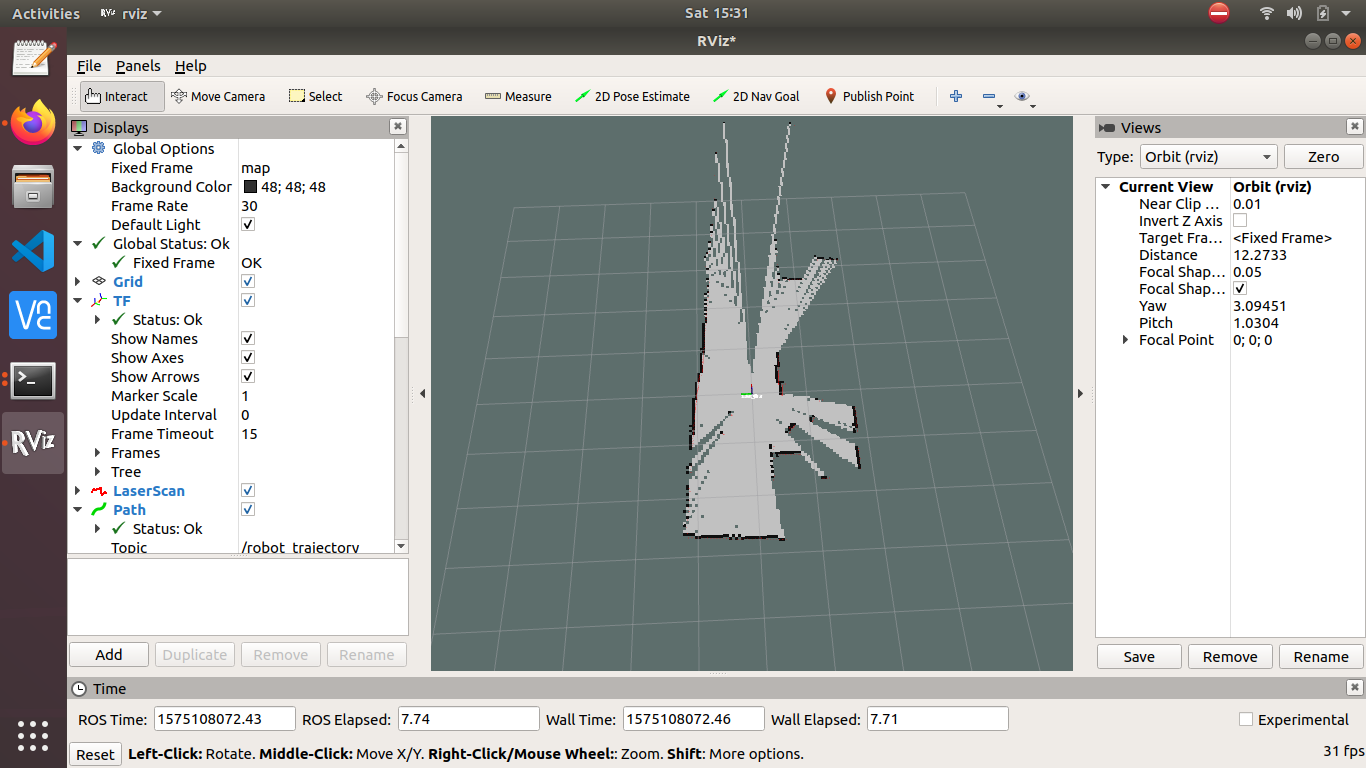 Activities RViz rviz Sat 15:31
RViz*
File Panels Help
Interact Move Camera Select Focus Camera Measure 2D Pose Estimate 2D Nav Goal Publish Point
Displays
Global Options
Fixed Frame map
Background Color 48; 48; 48
Frame Rate 30
Default Light
Global Status: Ok
Fixed Frame OK
Grid
TF
Status: Ok
Show Names
Show Axes
Show Arrows
Marker Scale 1
Update Interval 0
Frame Timeout 15
Frames
Tree
LaserScan
Path
Status: Ok
Topic /robot_trajectory
Add Duplicate Remove Rename
Views
Type: Orbit (rviz) Zero
Current View Orbit (rviz)
Near Clip ... 0.01
Invert Z Axis
Target Fra... <Fixed Frame>
Distance 12.2733
Focal Shap... 0.05
Focal Shap...
Yaw 3.09451
Pitch 1.0304
Focal Point 0; 0; 0
Save Remove Rename
VNC
RViz
Time
ROS Time: 1575108072.43 ROS Elapsed: 7.74 Wall Time: 1575108072.46 Wall Elapsed: 7.71 Experimental
Reset Left-Click: Rotate. Middle-Click: Move X/Y. Right-Click/Mouse Wheel:: Zoom. Shift: More options. 31 fps